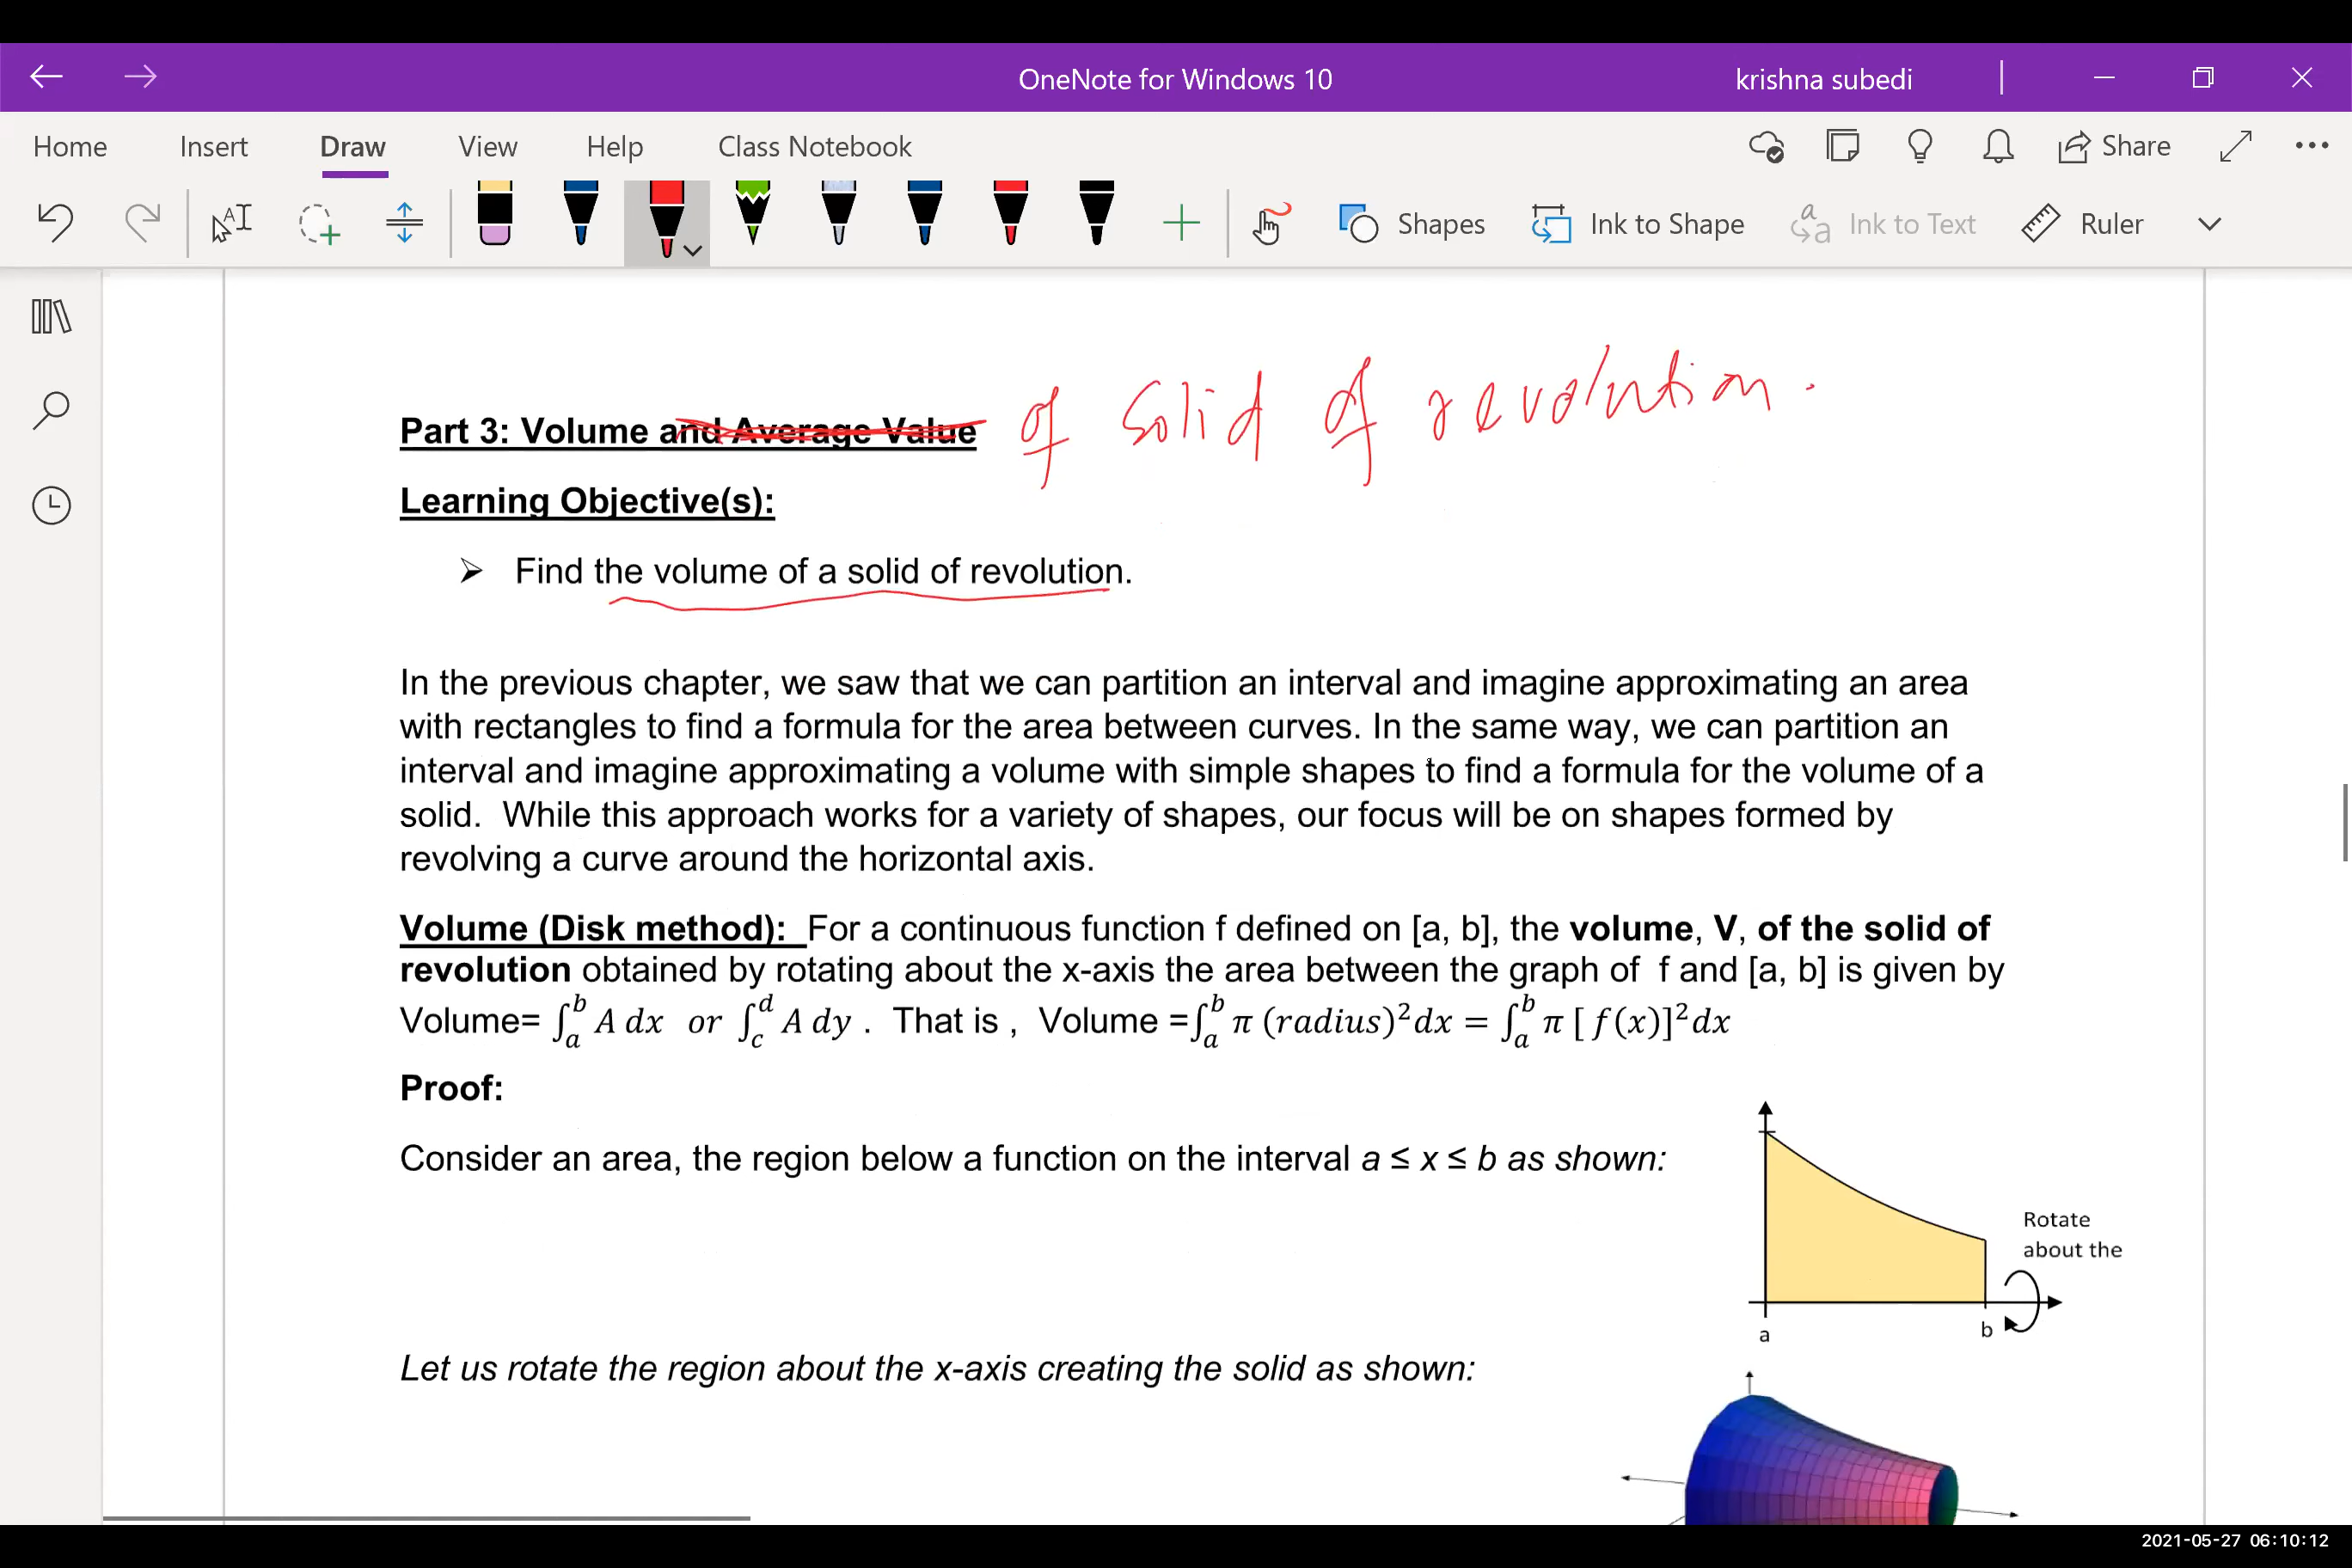 OneNote for Windows 10
krishna subedi
Home Insert Draw View Help Class Notebook Share
Shapes Ink to Shape Ink to Text Ruler
Part 3: Volume and Average Value of solid of revolution.
Learning Objective(s):
➢ Find the volume of a solid of revolution.
In the previous chapter, we saw that we can partition an interval and imagine approximating an area
with rectangles to find a formula for the area between curves. In the same way, we can partition an
interval and imagine approximating a volume with simple shapes to find a formula for the volume of a
solid. While this approach works for a variety of shapes, our focus will be on shapes formed by
revolving a curve around the horizontal axis.
Volume (Disk method): For a continuous function f defined on [a, b], the volume, V, of the solid of
revolution obtained by rotating about the x-axis the area between the graph of f and [a, b] is given by
Volume= ∫_a^b A dx or ∫_c^d A dy . That is , Volume =∫_a^b π (radius)² dx = ∫_a^b π [ f(x)]² dx
Proof:
Consider an area, the region below a function on the interval a ≤ x ≤ b as shown:
Rotate
about the
a b
Let us rotate the region about the x-axis creating the solid as shown:
2021-05-27 06:10:12